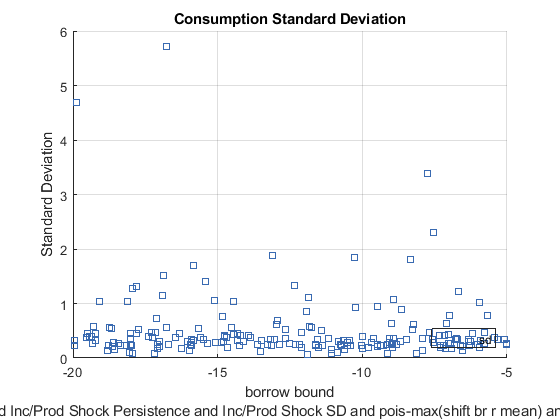 Consumption Standard Deviation
Standard Deviation
6
5
4
3
2
1
0
-20
-15
-10
-5
borrow bound
d Inc/Prod Shock Persistence and Inc/Prod Shock SD and pois-max(shift br r mean) an